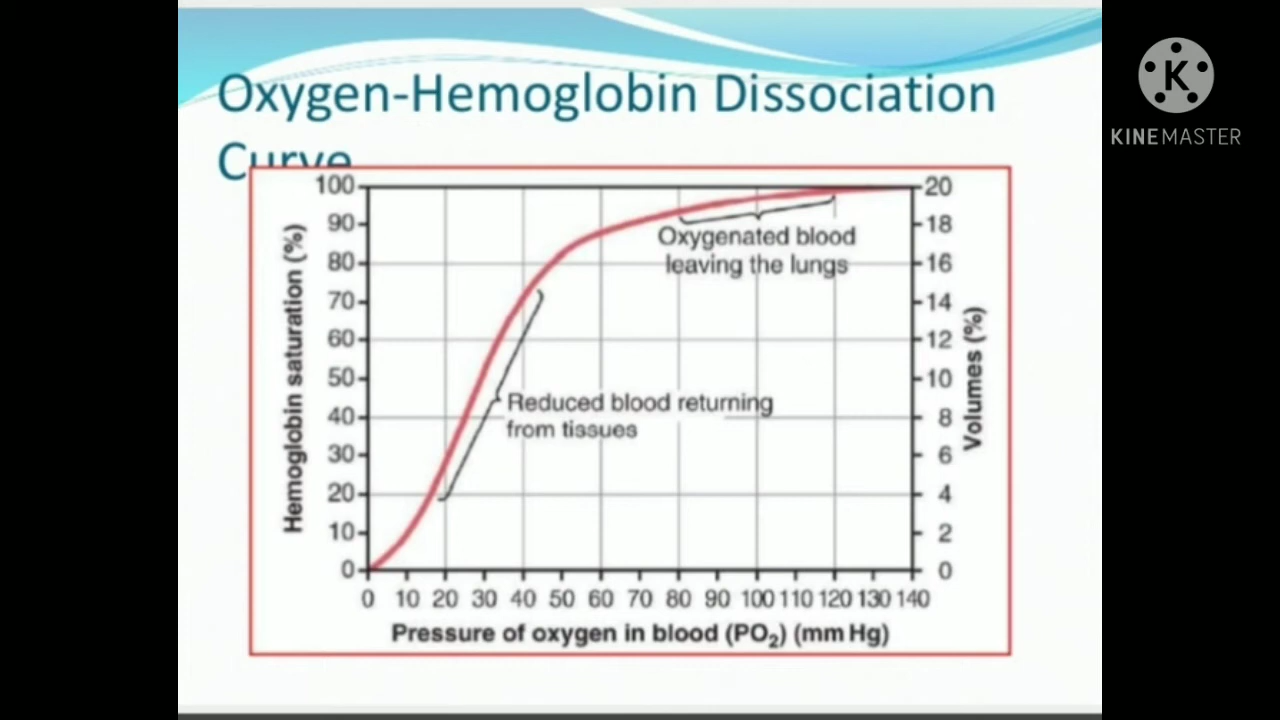 Oxygen-Hemoglobin Dissociation
Curve
K
KINEMASTER
Hemoglobin saturation (%)
100
90
80
70
60
50
40
30
20
10
0
Oxygenated blood
leaving the lungs
Reduced blood returning
from tissues
20
18
16
14
12
10
8
6
4
2
0
Volumes (%)
0 10 20 30 40 50 60 70 80 90 100 110 120 130 140
Pressure of oxygen in blood (PO₂) (mm Hg)